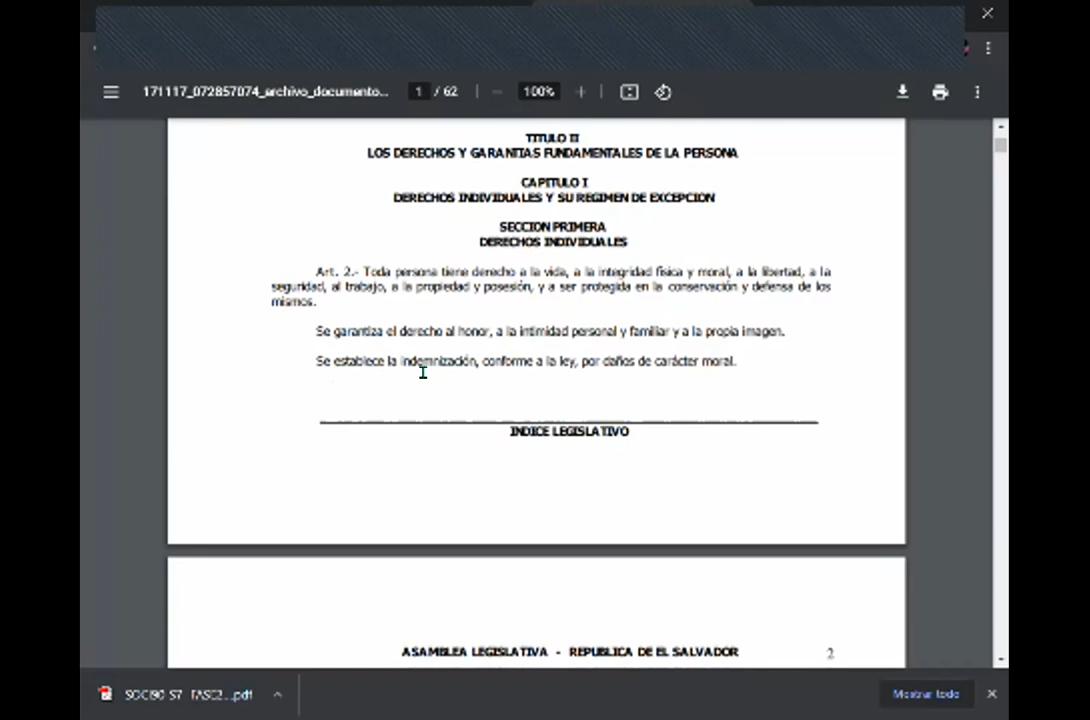 171117_072857074_archivo_documento... 1 / 62 100%
TITULO II
LOS DERECHOS Y GARANTIAS FUNDAMENTALES DE LA PERSONA
CAPITULO I
DERECHOS INDIVIDUALES Y SU REGIMEN DE EXCEPCION
SECCION PRIMERA
DERECHOS INDIVIDUALES
Art. 2.- Toda persona tiene derecho a la vida, a la integridad física y moral, a la libertad, a la
seguridad, al trabajo, a la propiedad y posesión, y a ser protegida en la conservación y defensa de los
mismos.
Se garantiza el derecho al honor, a la intimidad personal y familiar y a la propia imagen.
Se establece la indemnización, conforme a la ley, por daños de carácter moral.
INDICE LEGISLATIVO
ASAMBLEA LEGISLATIVA - REPUBLICA DE EL SALVADOR 2
Mostrar todo